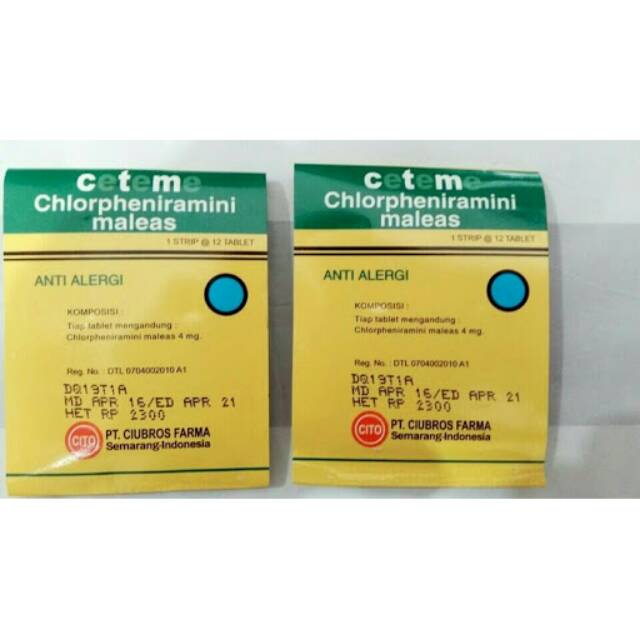 ceteme
Chlorpheniramini
maleas
1 STRIP @ 12 TABLET
ANTI ALERGI
KOMPOSISI :
Tiap tablet mengandung :
Chlorpheniramini maleas 4 mg.
Reg. No. : DTL 0704002010 A1
DQ19T1A
MD APR 16/ED APR 21
HET RP 2300
CITO
PT. CIUBROS FARMA
Semarang-Indonesia
ceteme
Chlorpheniramini
maleas
1 STRIP @ 12 TABLET
ANTI ALERGI
KOMPOSISI :
Tiap tablet mengandung :
Chlorpheniramini maleas 4 mg.
Reg. No. : DTL 0704002010 A1
DQ19T1A
MD APR 16/ED APR 21
HET RP 2300
CITO
PT. CIUBROS FARMA
Semarang-Indonesia